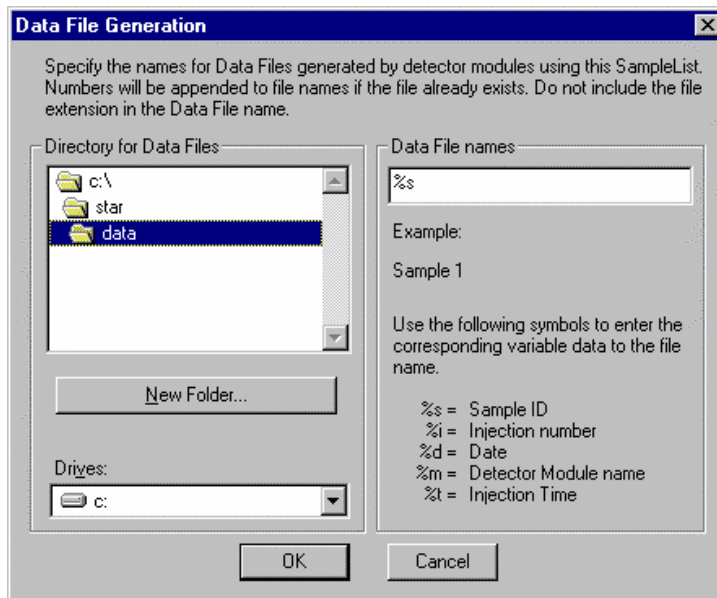 Data File Generation
Specify the names for Data Files generated by detector modules using this SampleList.
Numbers will be appended to file names if the file already exists. Do not include the file
extension in the Data File name.
Directory for Data Files
c:\
star
data
New Folder...
Drives:
c:
Data File names
%s
Example:
Sample 1
Use the following symbols to enter the
corresponding variable data to the file
name.
%s = Sample ID
%i = Injection number
%d = Date
%m = Detector Module name
%t = Injection Time
OK
Cancel